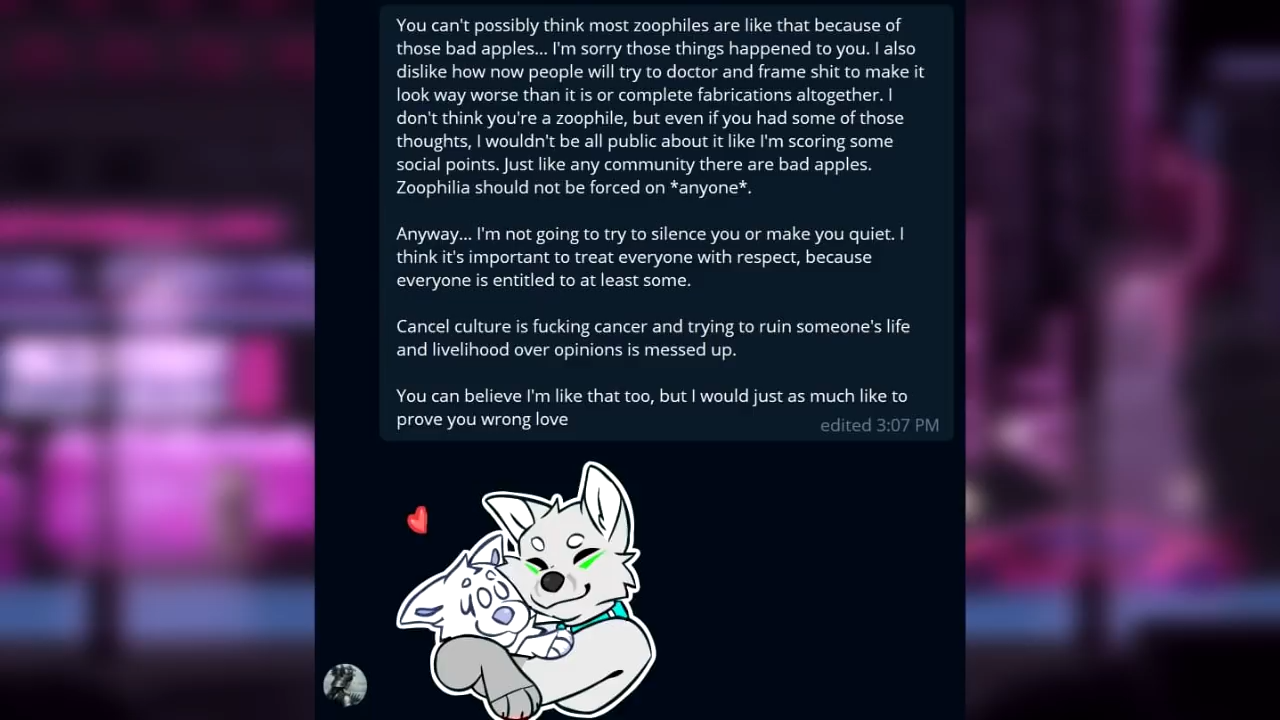 You can't possibly think most zoophiles are like that because of
those bad apples... I'm sorry those things happened to you. I also
dislike how now people will try to doctor and frame shit to make it
look way worse than it is or complete fabrications altogether. I
don't think you're a zoophile, but even if you had some of those
thoughts, I wouldn't be all public about it like I'm scoring some
social points. Just like any community there are bad apples.
Zoophilia should not be forced on *anyone*.
Anyway... I'm not going to try to silence you or make you quiet. I
think it's important to treat everyone with respect, because
everyone is entitled to at least some.
Cancel culture is fucking cancer and trying to ruin someone's life
and livelihood over opinions is messed up.
You can believe I'm like that too, but I would just as much like to
prove you wrong love
edited 3:07 PM